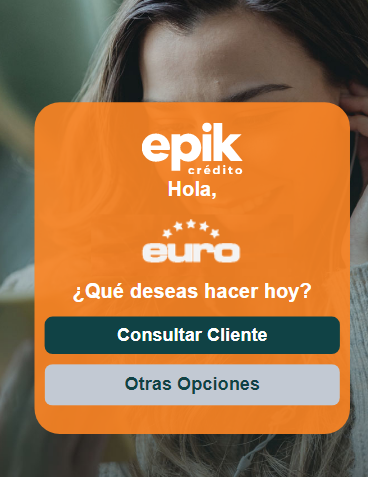 epik
crédito
Hola,
euro
¿Qué deseas hacer hoy?
Consultar Cliente
Otras Opciones